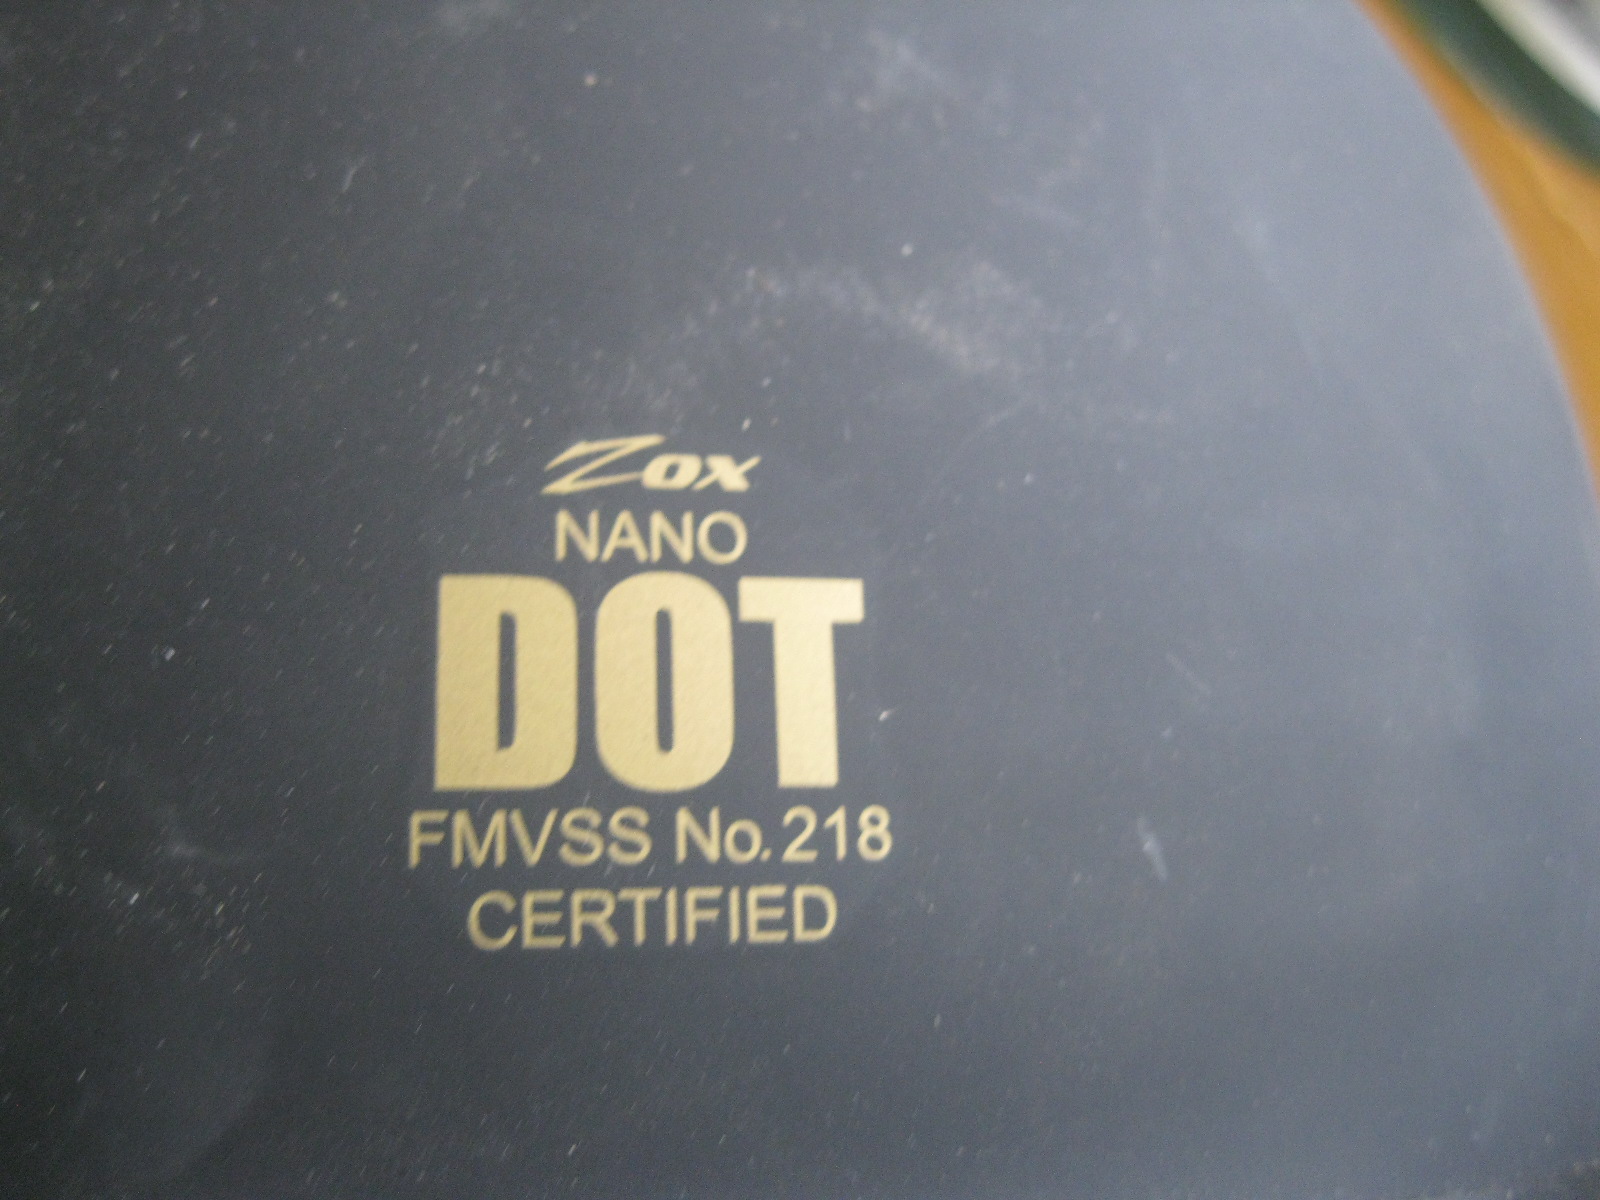 Zox
NANO
DOT
FMVSS No. 218
CERTIFIED